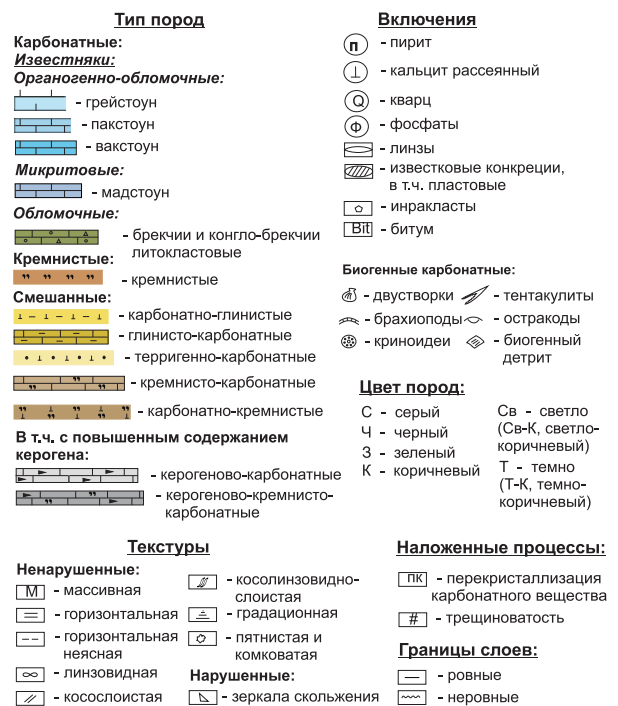 Тип пород
Карбонатные:
Известняки:
Органогенно-обломочные:
- грейстоун
- пакстоун
- вакстоун
Микритовые:
- мадстоун
Обломочные:
- брекчии и конгло-брекчии
литокластовые
Кремнистые:
- кремнистые
Смешанные:
- карбонатно-глинистые
- глинисто-карбонатные
- терригенно-карбонатные
- кремнисто-карбонатные
- карбонатно-кремнистые
В т.ч. с повышенным содержанием
керогена:
- керогеново-карбонатные
- керогеново-кремнисто-
карбонатные
Включения
п - пирит
- кальцит рассеянный
Q - кварц
Ф - фосфаты
- линзы
- известковые конкреции,
в т.ч. пластовые
- инракласты
Bit - битум
Биогенные карбонатные:
- двустворки - тентакулиты
- брахиоподы - остракоды
- криноидеи - биогенный
детрит
Цвет пород:
С - серый
Ч - черный
З - зеленый
К - коричневый
Св - светло
(Св-К, светло-
коричневый)
Т - темно
(Т-К, темно-
коричневый)
Текстуры
Ненарушенные:
М - массивная
- горизонтальная
- горизонтальная
неясная
- линзовидная
- косослоистая
- косолинзовидно-
слоистая
- градационная
- пятнистая и
комковатая
Нарушенные:
- зеркала скольжения
Наложенные процессы:
ПК - перекристаллизация
карбонатного вещества
# - трещиноватость
Границы слоев:
- ровные
- неровные